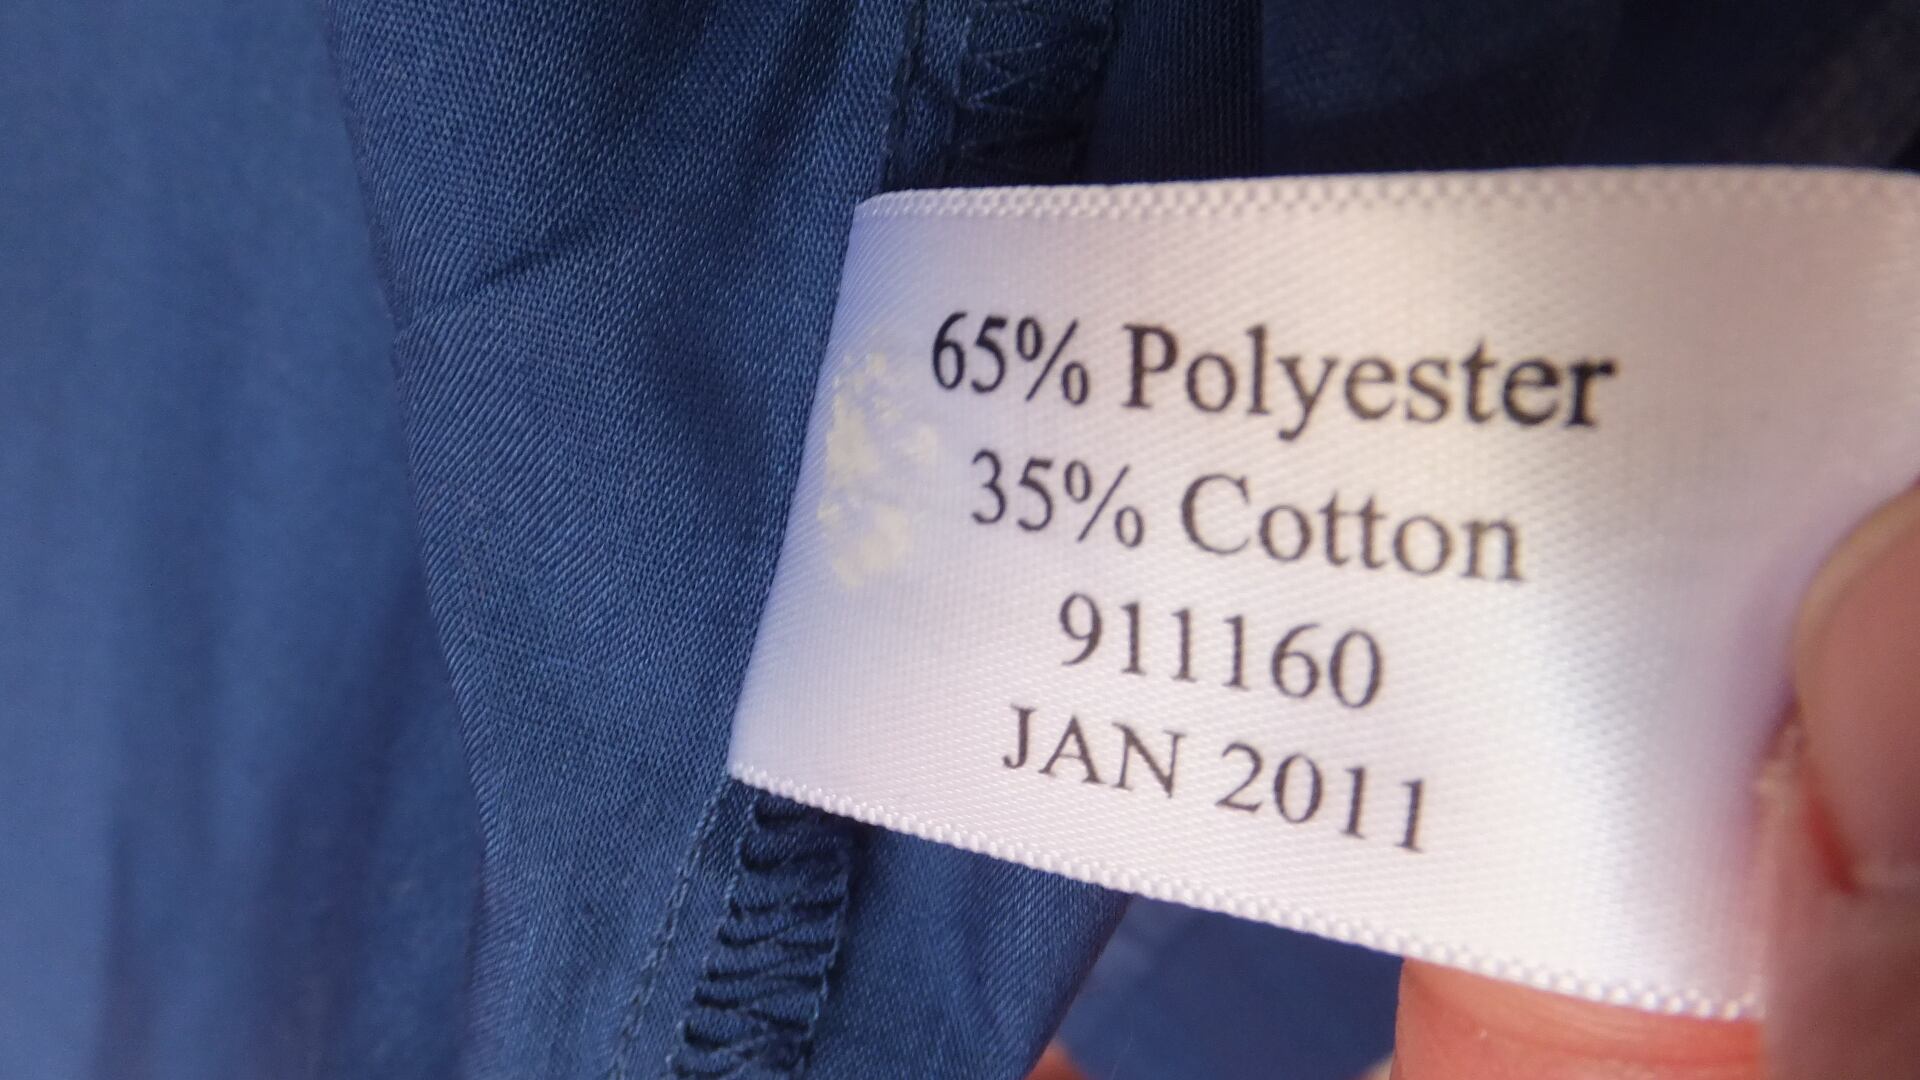 65% Polyester
35% Cotton
911160
JAN 2011